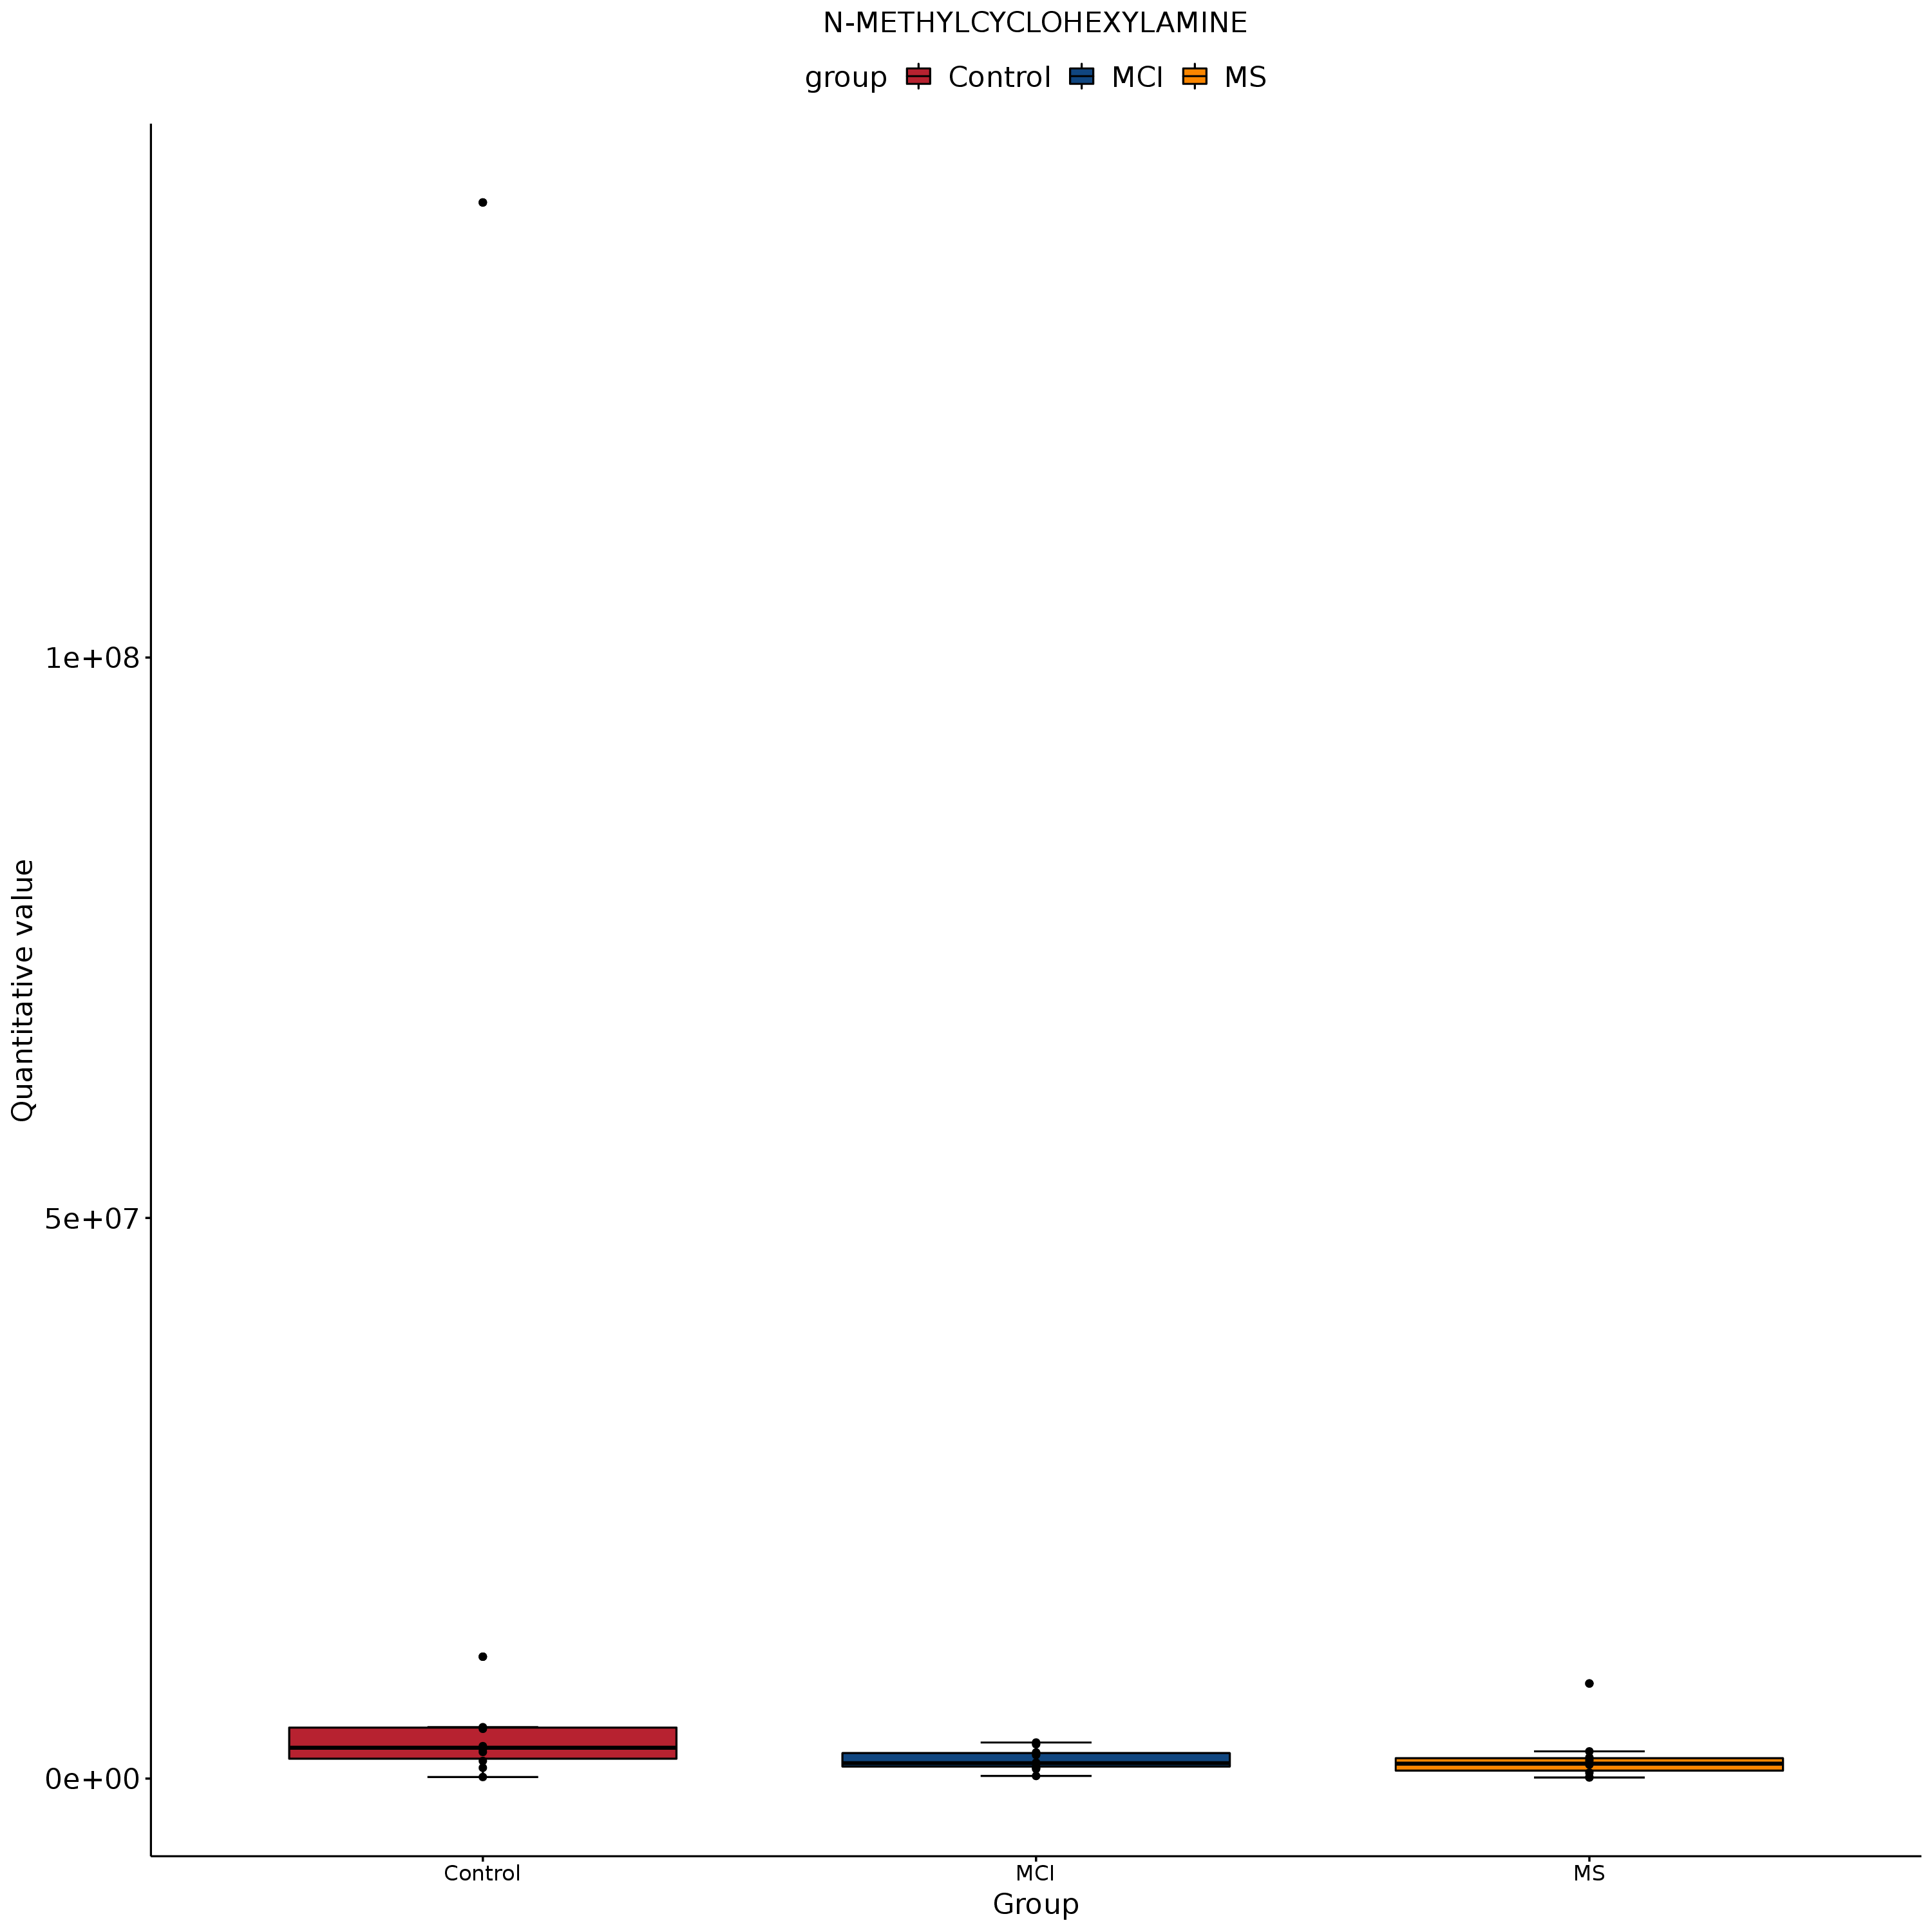 N-METHYLCYCLOHEXYLAMINE
group Control MCI MS
1e+08
5e+07
0e+00
Quantitative value
Control MCI MS
Group